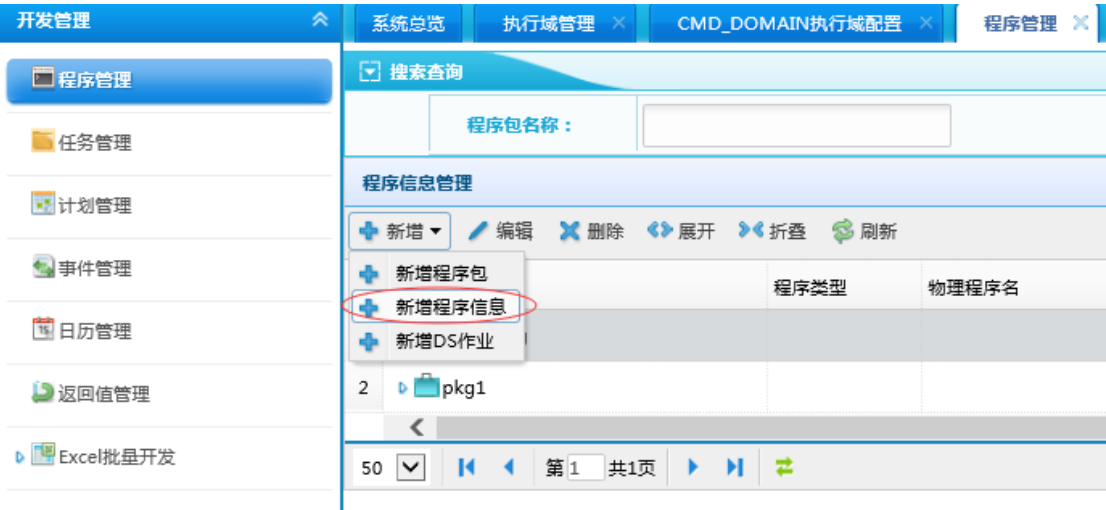 开发管理
程序管理
任务管理
计划管理
事件管理
日历管理
返回值管理
Excel批量开发
系统总览 执行域管理 CMD_DOMAIN执行域配置 程序管理
搜索查询
程序包名称：
程序信息管理
新增 编辑 删除 展开 折叠 刷新
新增程序包
新增程序信息
新增DS作业
程序类型 物理程序名
2 pkg1
50 第 1 共1页